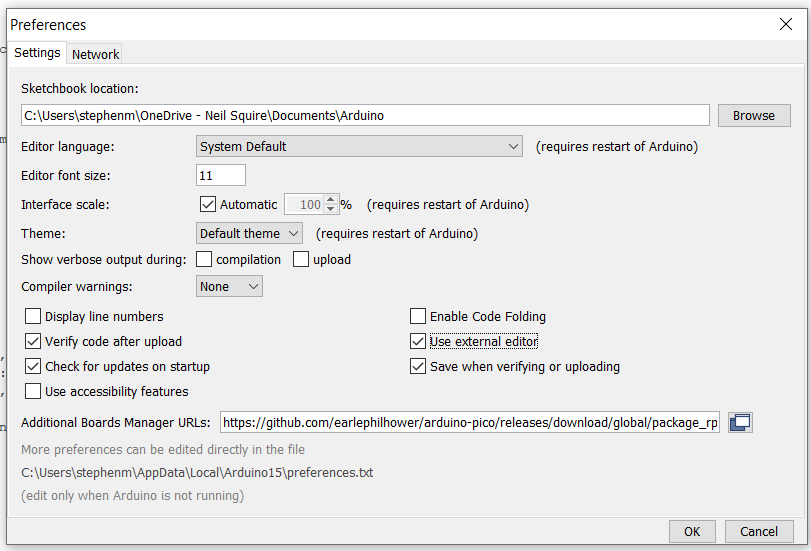 Preferences
Settings Network
Sketchbook location:
C:\Users\stephenm\OneDrive - Neil Squire\Documents\Arduino Browse
Editor language: System Default (requires restart of Arduino)
Editor font size: 11
Interface scale: Automatic 100 % (requires restart of Arduino)
Theme: Default theme (requires restart of Arduino)
Show verbose output during: compilation upload
Compiler warnings: None
Display line numbers Enable Code Folding
Verify code after upload Use external editor
Check for updates on startup Save when verifying or uploading
Use accessibility features
Additional Boards Manager URLs: https://github.com/earlephilhower/arduino-pico/releases/download/global/package_rp
More preferences can be edited directly in the file
C:\Users\stephenm\AppData\Local\Arduino15\preferences.txt
(edit only when Arduino is not running)
OK Cancel